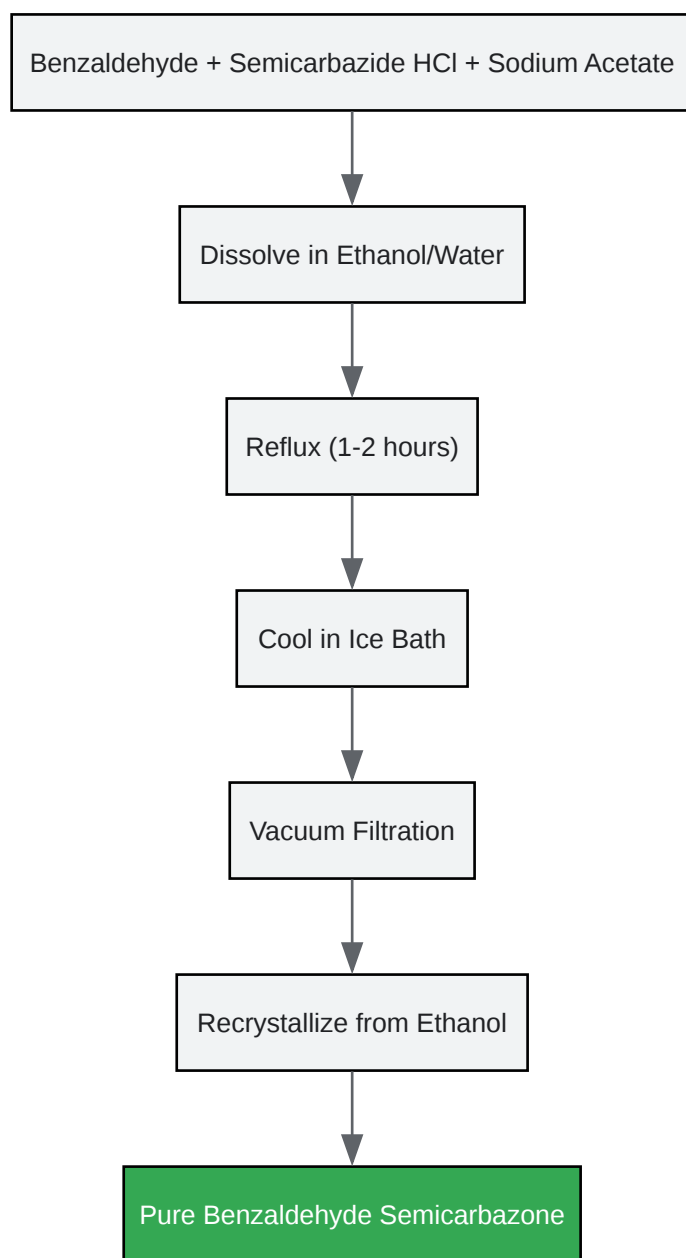 Benzaldehyde + Semicarbazide HCl + Sodium Acetate
Dissolve in Ethanol/Water
Reflux (1-2 hours)
Cool in Ice Bath
Vacuum Filtration
Recrystallize from Ethanol
Pure Benzaldehyde Semicarbazone